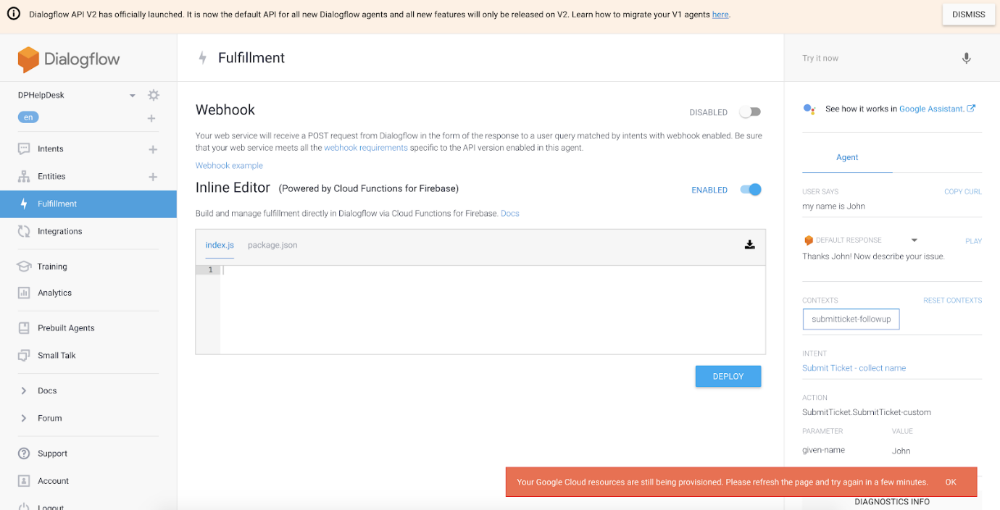 Dialogflow API V2 has officially launched. It is now the default API for all new Dialogflow agents and all new features will only be released on V2. Learn how to migrate your V1 agents here.
DISMISS
Dialogflow
DPHelpDesk
en
Intents
Entities
Fulfillment
Integrations
Training
Analytics
Prebuilt Agents
Small Talk
Docs
Forum
Support
Account
Logout
Fulfillment
Webhook
DISABLED
Your web service will receive a POST request from Dialogflow in the form of the response to a user query matched by intents with webhook enabled. Be sure
that your web service meets all the webhook requirements specific to the API version enabled in this agent.
Webhook example
Inline Editor (Powered by Cloud Functions for Firebase)
ENABLED
Build and manage fulfillment directly in Dialogflow via Cloud Functions for Firebase. Docs
index.js package.json
1
DEPLOY
Try it now
See how it works in Google Assistant.
Agent
USER SAYS COPY CURL
my name is John
DEFAULT RESPONSE PLAY
Thanks John! Now describe your issue.
CONTEXTS RESET CONTEXTS
submitticket-followup
INTENT
Submit Ticket - collect name
ACTION
SubmitTicket.SubmitTicket-custom
PARAMETER VALUE
given-name John
Your Google Cloud resources are still being provisioned. Please refresh the page and try again in a few minutes. OK
DIAGNOSTICS INFO